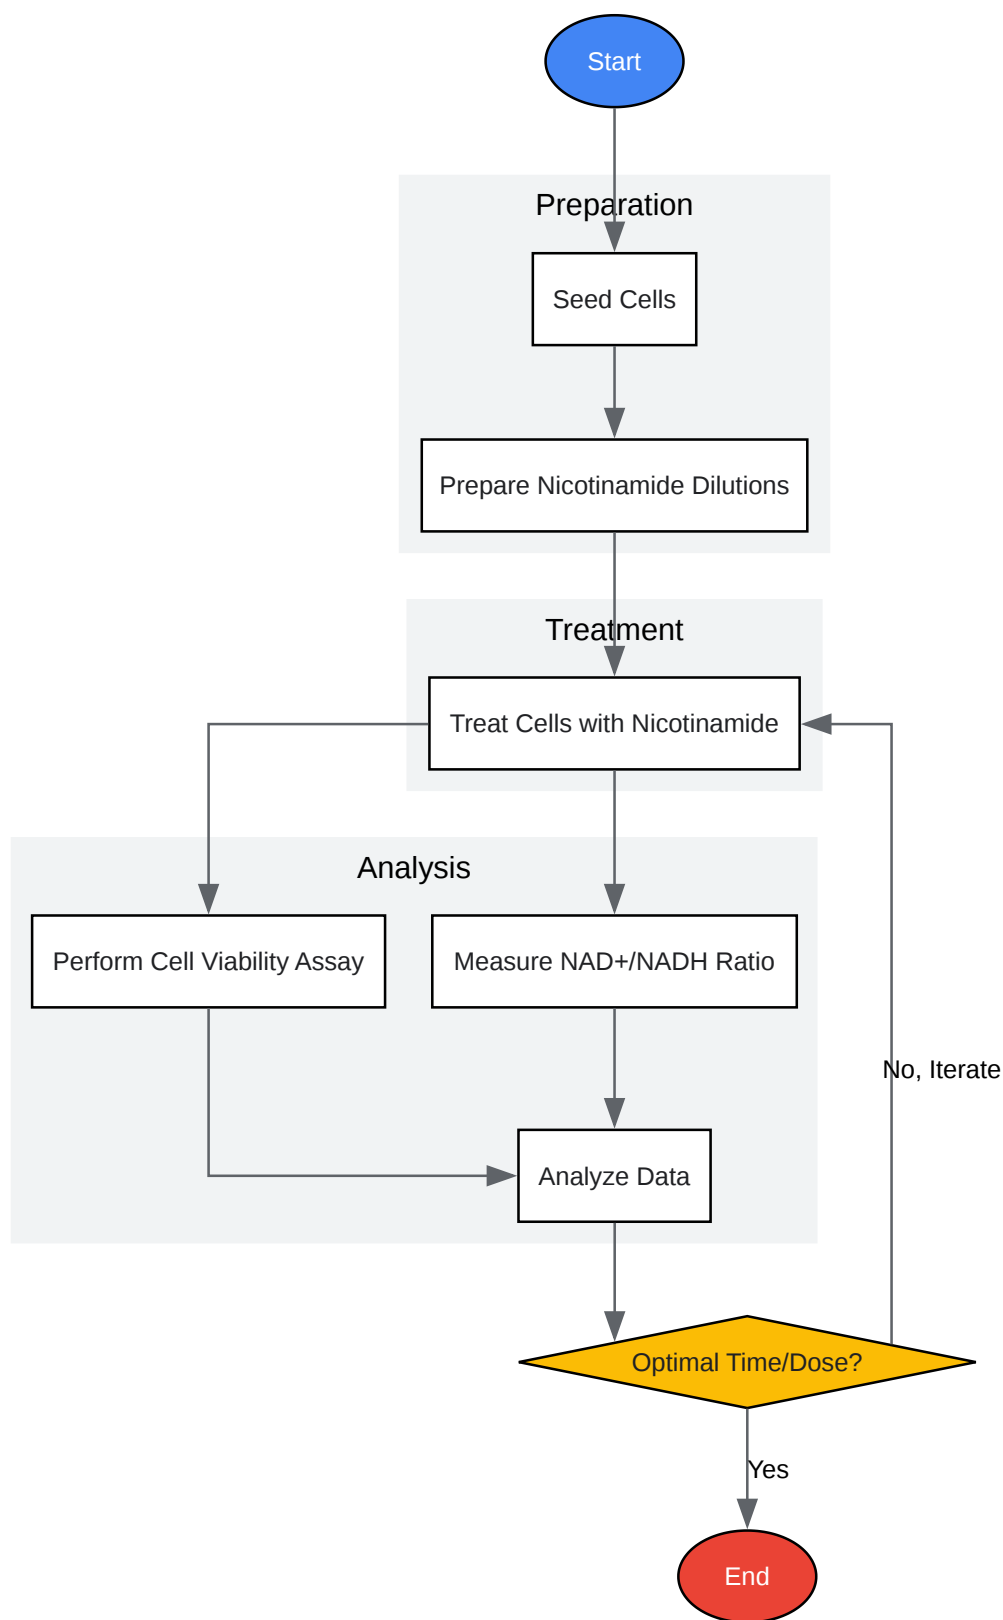 Start
Preparation
Seed Cells
Prepare Nicotinamide Dilutions
Treatment
Treat Cells with Nicotinamide
Analysis
Perform Cell Viability Assay
Measure NAD+/NADH Ratio
No, Iterate
Analyze Data
Optimal Time/Dose?
Yes
End